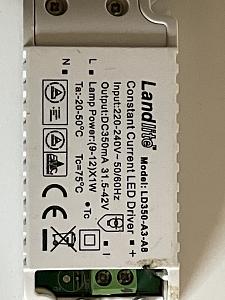 Landlite Model: LD350-A3-A8
Constant Current LED Driver
Input:220-240V~ 50/60Hz
Output:DC350mA 31.5-42V
Lamp Power:(9-12)X1W
Ta:-20-50°C Tc=75°C
L
N
Tc
+
-